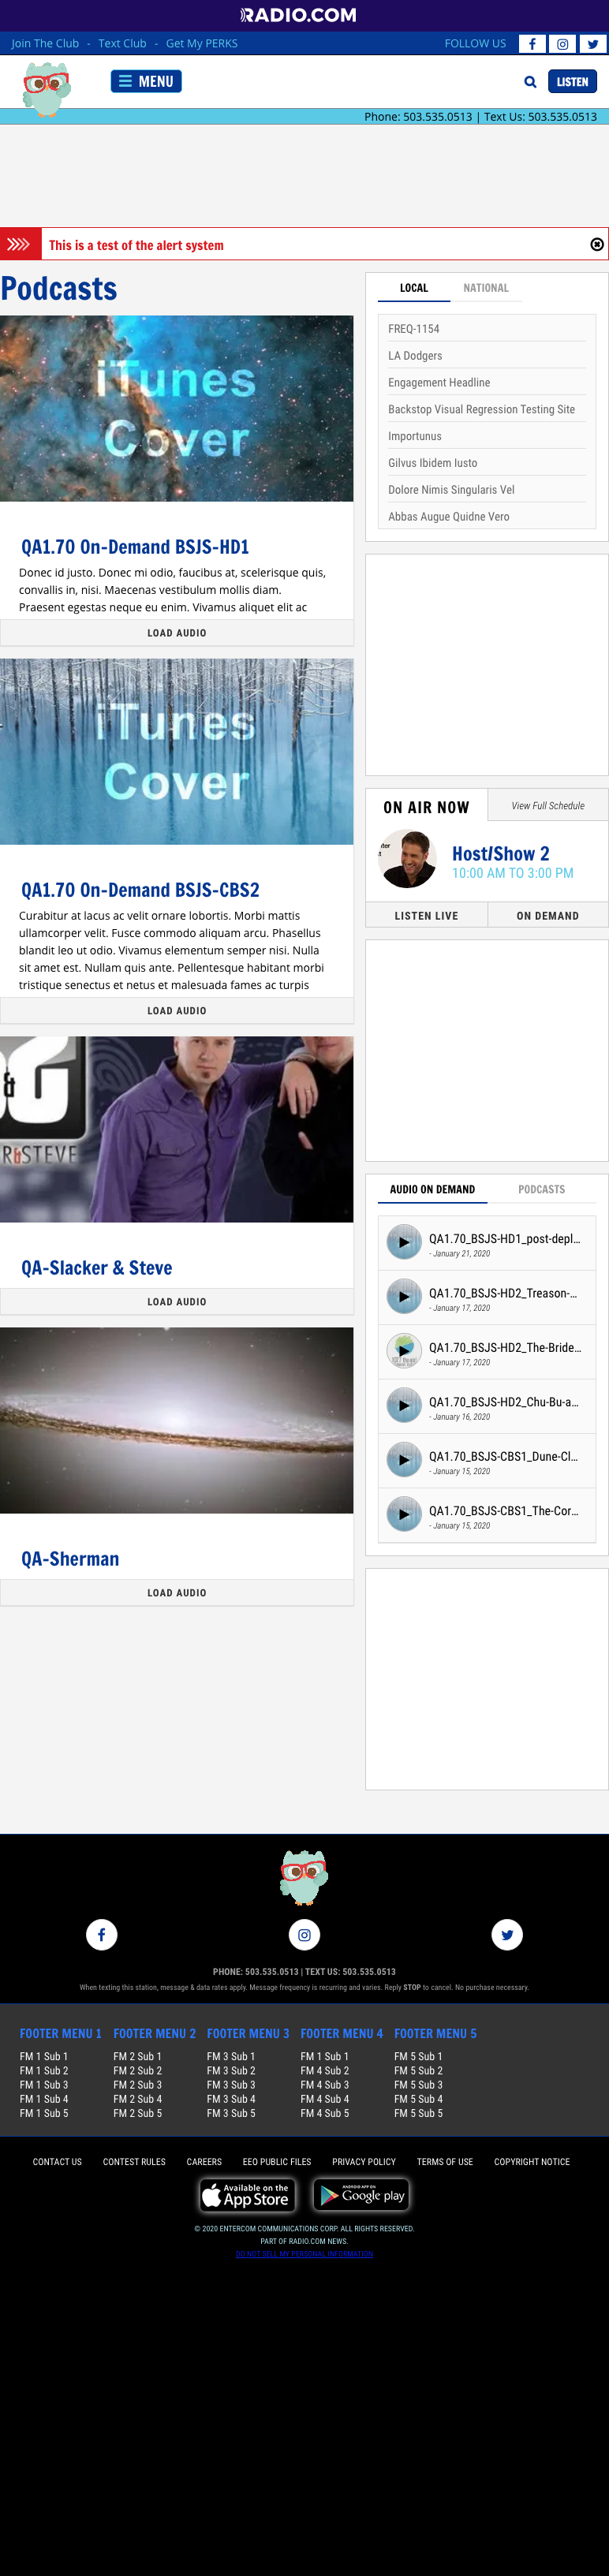 RADIO.COM
Join The Club - Text Club - Get My PERKS
FOLLOW US
MENU
LISTEN
Phone: 503.535.0513 | Text Us: 503.535.0513
This is a test of the alert system
Podcasts
iTunes
Cover
QA1.70 On-Demand BSJS-HD1
Donec id justo. Donec mi odio, faucibus at, scelerisque quis,
convallis in, nisi. Maecenas vestibulum mollis diam.
Praesent egestas neque eu enim. Vivamus aliquet elit ac
LOAD AUDIO
iTunes
Cover
QA1.70 On-Demand BSJS-CBS2
Curabitur at lacus ac velit ornare lobortis. Morbi mattis
ullamcorper velit. Fusce commodo aliquam arcu. Phasellus
blandit leo ut odio. Vivamus elementum semper nisi. Nulla
sit amet est. Nullam quis ante. Pellentesque habitant morbi
tristique senectus et netus et malesuada fames ac turpis
LOAD AUDIO
R&STEVE
QA-Slacker & Steve
LOAD AUDIO
QA-Sherman
LOAD AUDIO
LOCAL NATIONAL
FREQ-1154
LA Dodgers
Engagement Headline
Backstop Visual Regression Testing Site
Importunus
Gilvus Ibidem Iusto
Dolore Nimis Singularis Vel
Abbas Augue Quidne Vero
ON AIR NOW
View Full Schedule
Host/Show 2
10:00 AM TO 3:00 PM
LISTEN LIVE ON DEMAND
AUDIO ON DEMAND PODCASTS
QA1.70_BSJS-HD1_post-depl...
- January 21, 2020
QA1.70_BSJS-HD2_Treason-...
- January 17, 2020
QA1.70_BSJS-HD2_The-Bride...
- January 17, 2020
QA1.70_BSJS-HD2_Chu-Bu-a...
- January 16, 2020
QA1.70_BSJS-CBS1_Dune-Cl...
- January 15, 2020
QA1.70_BSJS-CBS1_The-Cor...
- January 15, 2020
PHONE: 503.535.0513 | TEXT US: 503.535.0513
When texting this station, message & data rates apply. Message frequency is recurring and varies. Reply STOP to cancel. No purchase necessary.
FOOTER MENU 1 FOOTER MENU 2 FOOTER MENU 3 FOOTER MENU 4 FOOTER MENU 5
FM 1 Sub 1 FM 2 Sub 1 FM 3 Sub 1 FM 1 Sub 1 FM 5 Sub 1
FM 1 Sub 2 FM 2 Sub 2 FM 3 Sub 2 FM 4 Sub 2 FM 5 Sub 2
FM 1 Sub 3 FM 2 Sub 3 FM 3 Sub 3 FM 4 Sub 3 FM 5 Sub 3
FM 1 Sub 4 FM 2 Sub 4 FM 3 Sub 4 FM 4 Sub 4 FM 5 Sub 4
FM 1 Sub 5 FM 2 Sub 5 FM 3 Sub 5 FM 4 Sub 5 FM 5 Sub 5
CONTACT US CONTEST RULES CAREERS EEO PUBLIC FILES PRIVACY POLICY TERMS OF USE COPYRIGHT NOTICE
Available on the
App Store
ANDROID APP ON
Google play
© 2020 ENTERCOM COMMUNICATIONS CORP. ALL RIGHTS RESERVED.
PART OF RADIO.COM NEWS.
DO NOT SELL MY PERSONAL INFORMATION